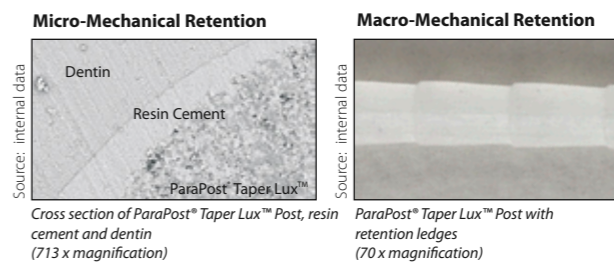 Micro-Mechanical Retention
Source: internal data
Dentin
Resin Cement
ParaPost® Taper Lux™
Cross section of ParaPost® Taper Lux™ Post, resin
cement and dentin
(713 x magnification)
Macro-Mechanical Retention
Source: internal data
ParaPost® Taper Lux™ Post with
retention ledges
(70 x magnification)